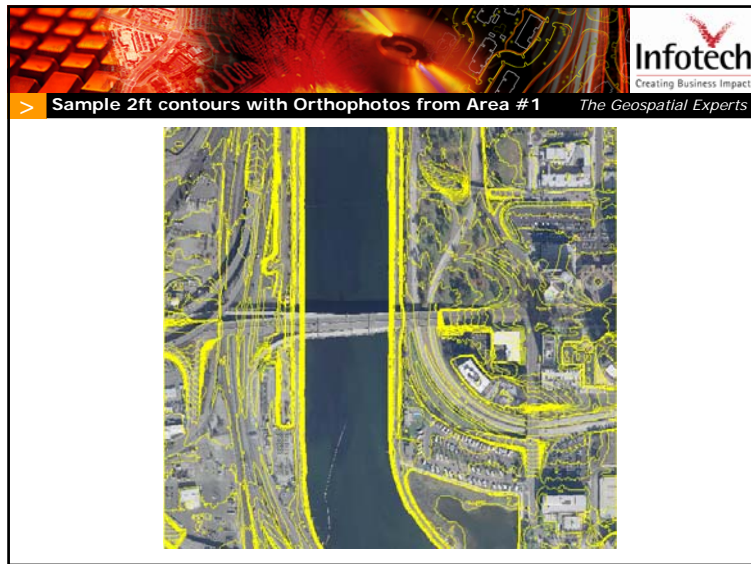 Infotech
Creating Business Impact
> Sample 2ft contours with Orthophotos from Area #1 The Geospatial Experts